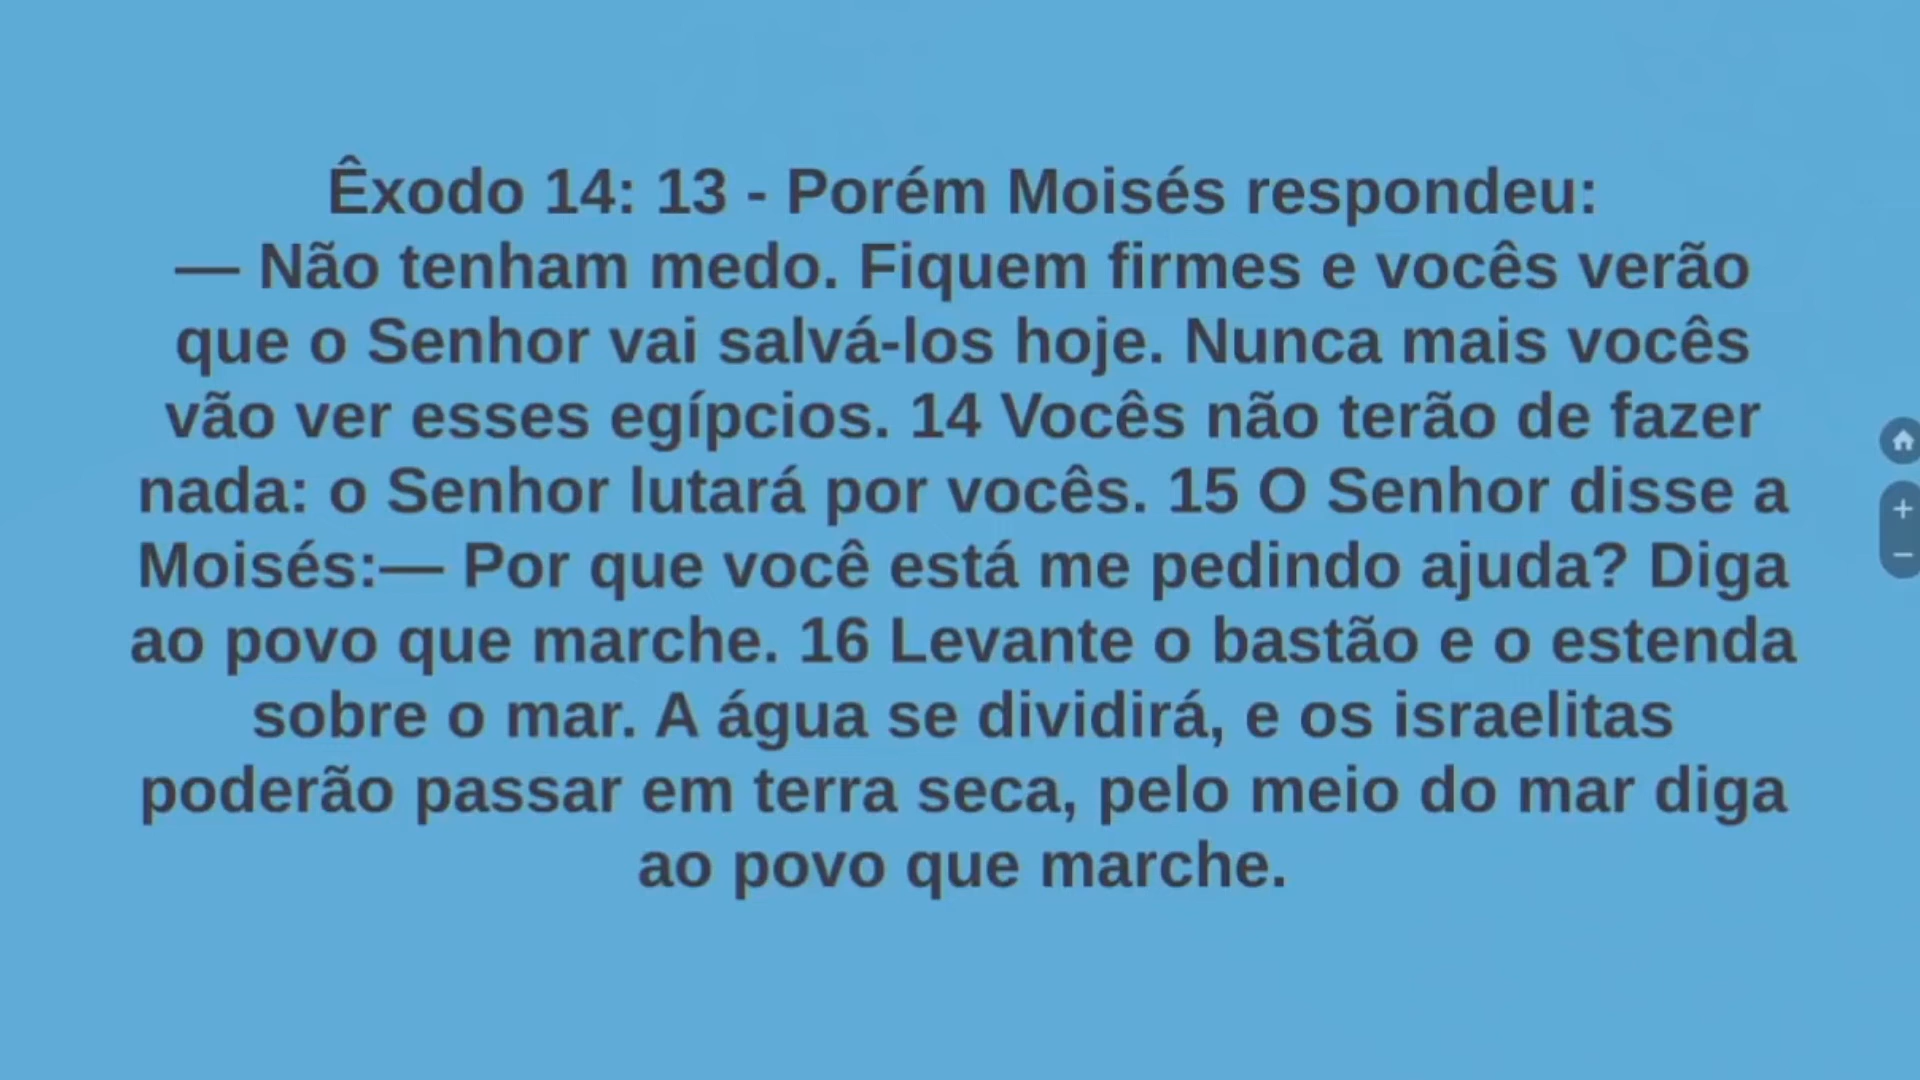 Êxodo 14: 13 - Porém Moisés respondeu:
— Não tenham medo. Fiquem firmes e vocês verão
que o Senhor vai salvá-los hoje. Nunca mais vocês
vão ver esses egípcios. 14 Vocês não terão de fazer
nada: o Senhor lutará por vocês. 15 O Senhor disse a
Moisés:— Por que você está me pedindo ajuda? Diga
ao povo que marche. 16 Levante o bastão e o estenda
sobre o mar. A água se dividirá, e os israelitas
poderão passar em terra seca, pelo meio do mar diga
ao povo que marche.